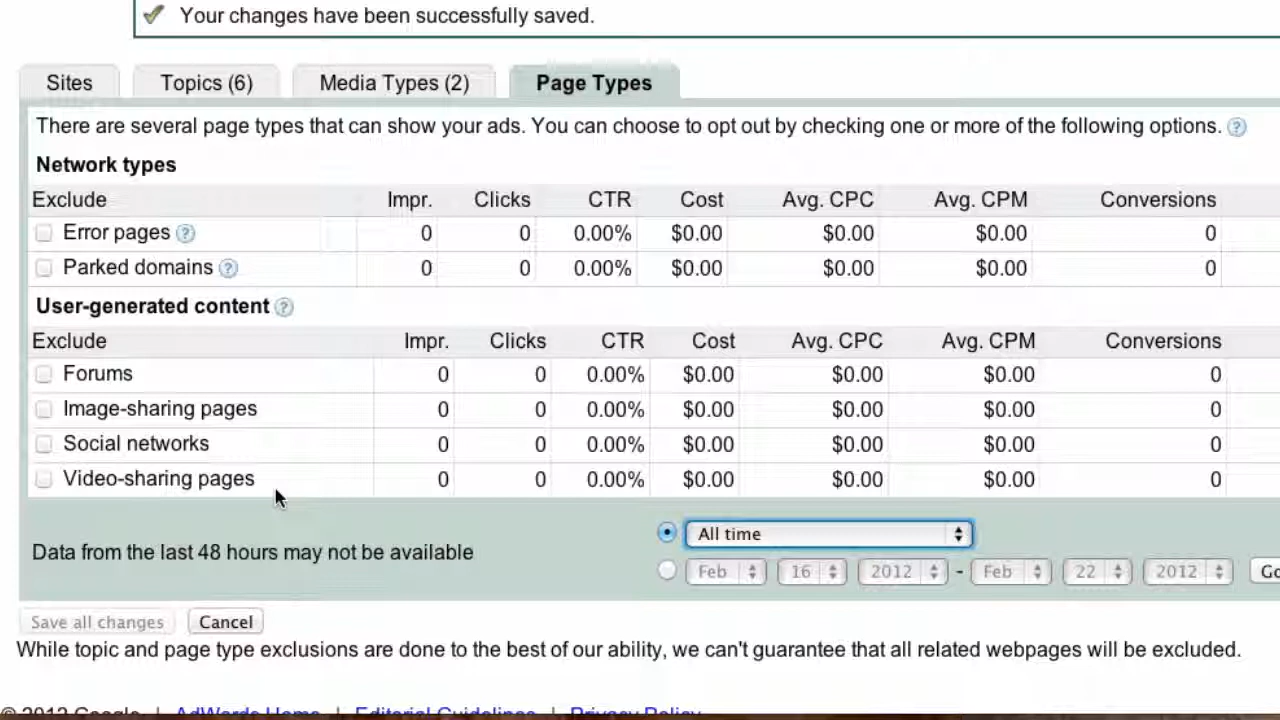 Your changes have been successfully saved.
Sites Topics (6) Media Types (2) Page Types
There are several page types that can show your ads. You can choose to opt out by checking one or more of the following options.
Network types
Exclude Impr. Clicks CTR Cost Avg. CPC Avg. CPM Conversions
Error pages 0 0 0.00% $0.00 $0.00 $0.00 0
Parked domains 0 0 0.00% $0.00 $0.00 $0.00 0
User-generated content
Exclude Impr. Clicks CTR Cost Avg. CPC Avg. CPM Conversions
Forums 0 0 0.00% $0.00 $0.00 $0.00 0
Image-sharing pages 0 0 0.00% $0.00 $0.00 $0.00 0
Social networks 0 0 0.00% $0.00 $0.00 $0.00 0
Video-sharing pages 0 0 0.00% $0.00 $0.00 $0.00 0
All time
Data from the last 48 hours may not be available
Feb 16 2012 - Feb 22 2012 Go
Save all changes Cancel
While topic and page type exclusions are done to the best of our ability, we can't guarantee that all related webpages will be excluded.
© 2012 Google | AdWords Home | Editorial Guidelines | Privacy Policy